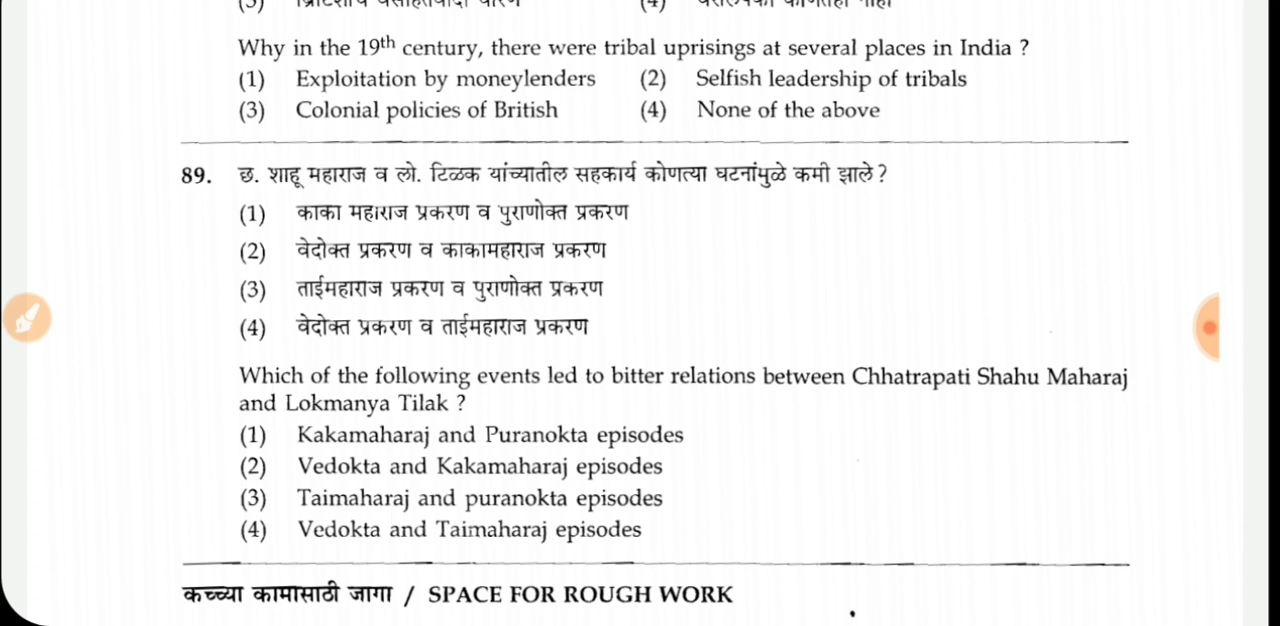 Why in the 19th century, there were tribal uprisings at several places in India ?
(1) Exploitation by moneylenders (2) Selfish leadership of tribals
(3) Colonial policies of British (4) None of the above
89. छ. शाहू महाराज व लो. टिळक यांच्यातील सहकार्य कोणत्या घटनांमुळे कमी झाले ?
(1) काका महाराज प्रकरण व पुराणोक्त प्रकरण
(2) वेदोक्त प्रकरण व काकामहाराज प्रकरण
(3) ताईमहाराज प्रकरण व पुराणोक्त प्रकरण
(4) वेदोक्त प्रकरण व ताईमहाराज प्रकरण
Which of the following events led to bitter relations between Chhatrapati Shahu Maharaj
and Lokmanya Tilak ?
(1) Kakamaharaj and Puranokta episodes
(2) Vedokta and Kakamaharaj episodes
(3) Taimaharaj and puranokta episodes
(4) Vedokta and Taimaharaj episodes
कच्च्या कामासाठी जागा / SPACE FOR ROUGH WORK